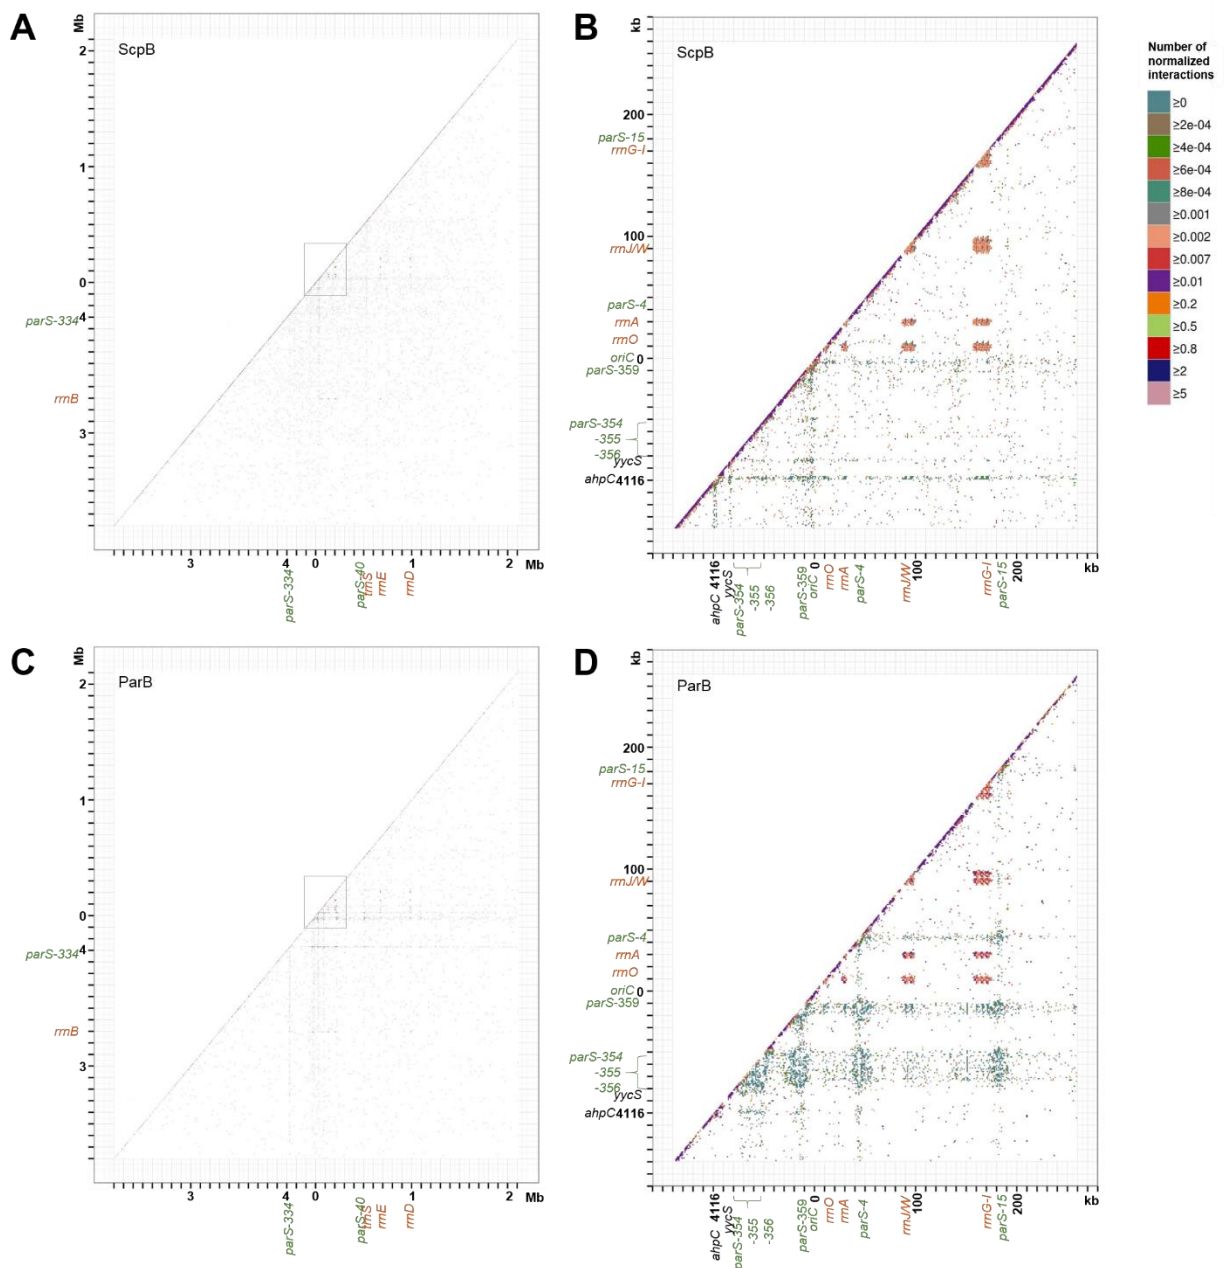 A
Mb
ScpB
2
1
0
4
parS-334
rrnB
3
3
4
0
1
2
Mb
parS-334
parS-40
rrnE
rrnD
B
kb
ScpB
200
parS-15
rrnG-I
100
rrnJ/W
parS-4
rrnA
rrnO
oriC
0
parS-359
parS-354
-355
-356
yycS
ahpC
4116
ahpC
4116
yycS
parS-354
-355
-356
parS-359
oriC
0
rrnO
rrnA
parS-4
rrnJ/W
100
rrnG-I
parS-15
200
kb
Number of
normalized
interactions
≥0
≥2e-04
≥4e-04
≥6e-04
≥8e-04
≥0.001
≥0.002
≥0.007
≥0.01
≥0.2
≥0.5
≥0.8
≥2
≥5
C
Mb
ParB
2
1
0
4
parS-334
rrnB
3
3
4
0
1
2
Mb
parS-334
parS-40
rrnE
rrnD
D
kb
ParB
200
parS-15
rrnG-I
100
rrnJ/W
parS-4
rrnA
rrnO
oriC
0
parS-359
parS-354
-355
-356
yycS
ahpC
4116
ahpC
4116
yycS
parS-354
-355
-356
parS-359
oriC
0
rrnO
rrnA
parS-4
rrnJ/W
100
rrnG-I
parS-15
200
kb